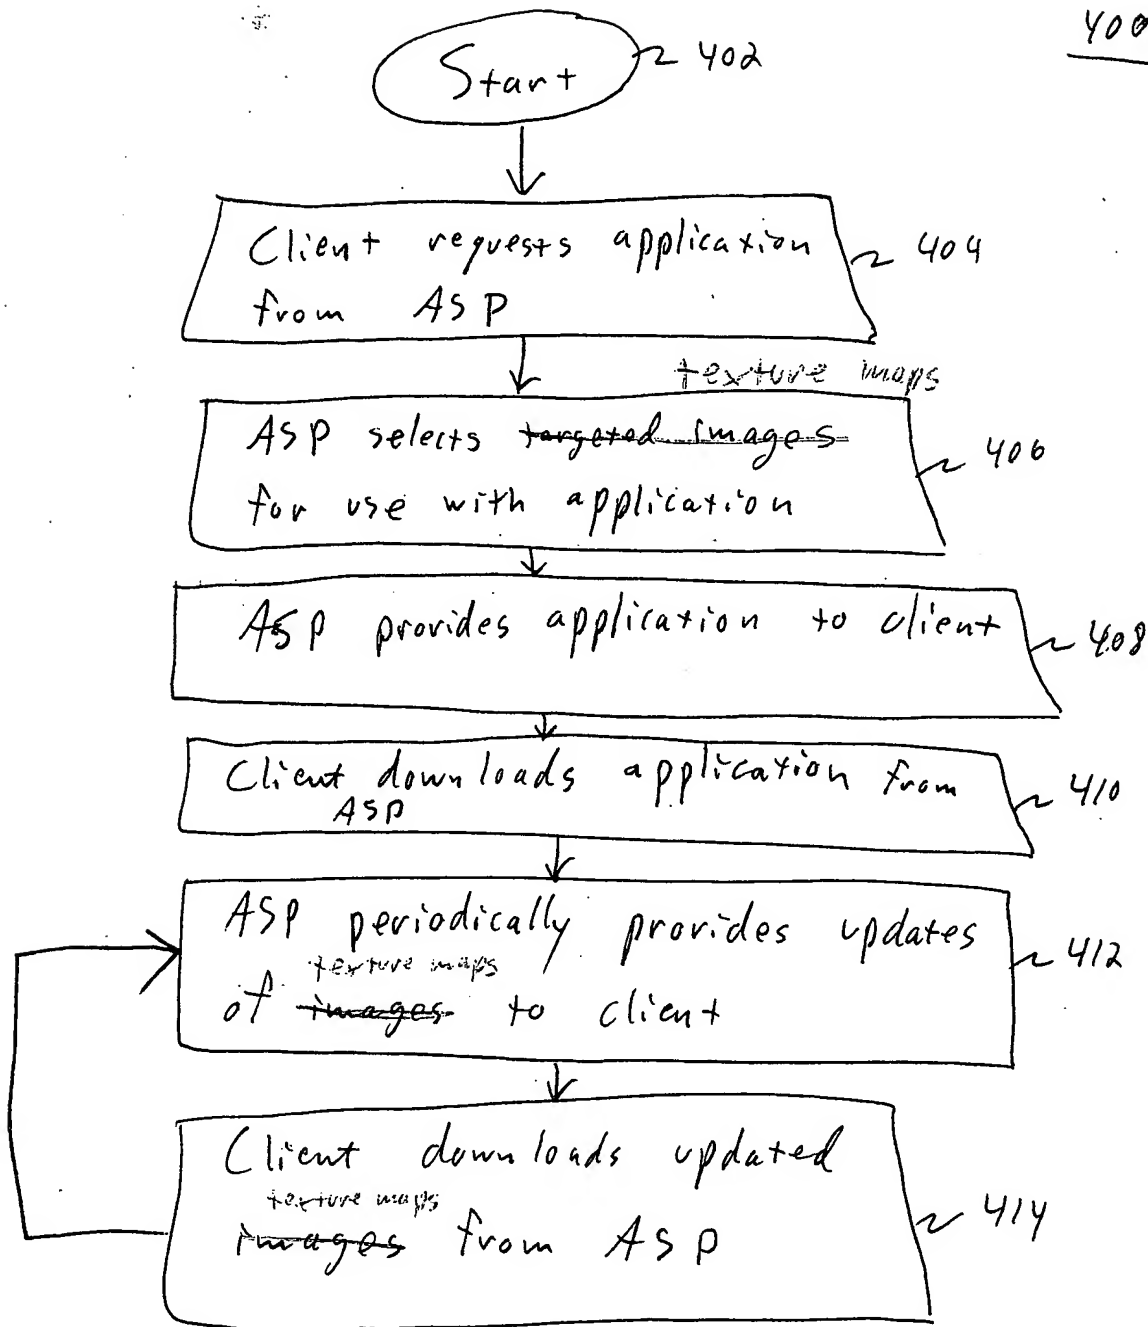 400
Start 402
Client requests application 404
from ASP
texture maps
ASP selects targeted images 406
for use with application
ASP provides application to client 408
Client downloads application from 410
ASP
ASP periodically provides updates 412
texture maps
of images to client
Client downloads updated
texture maps
images from ASP 414